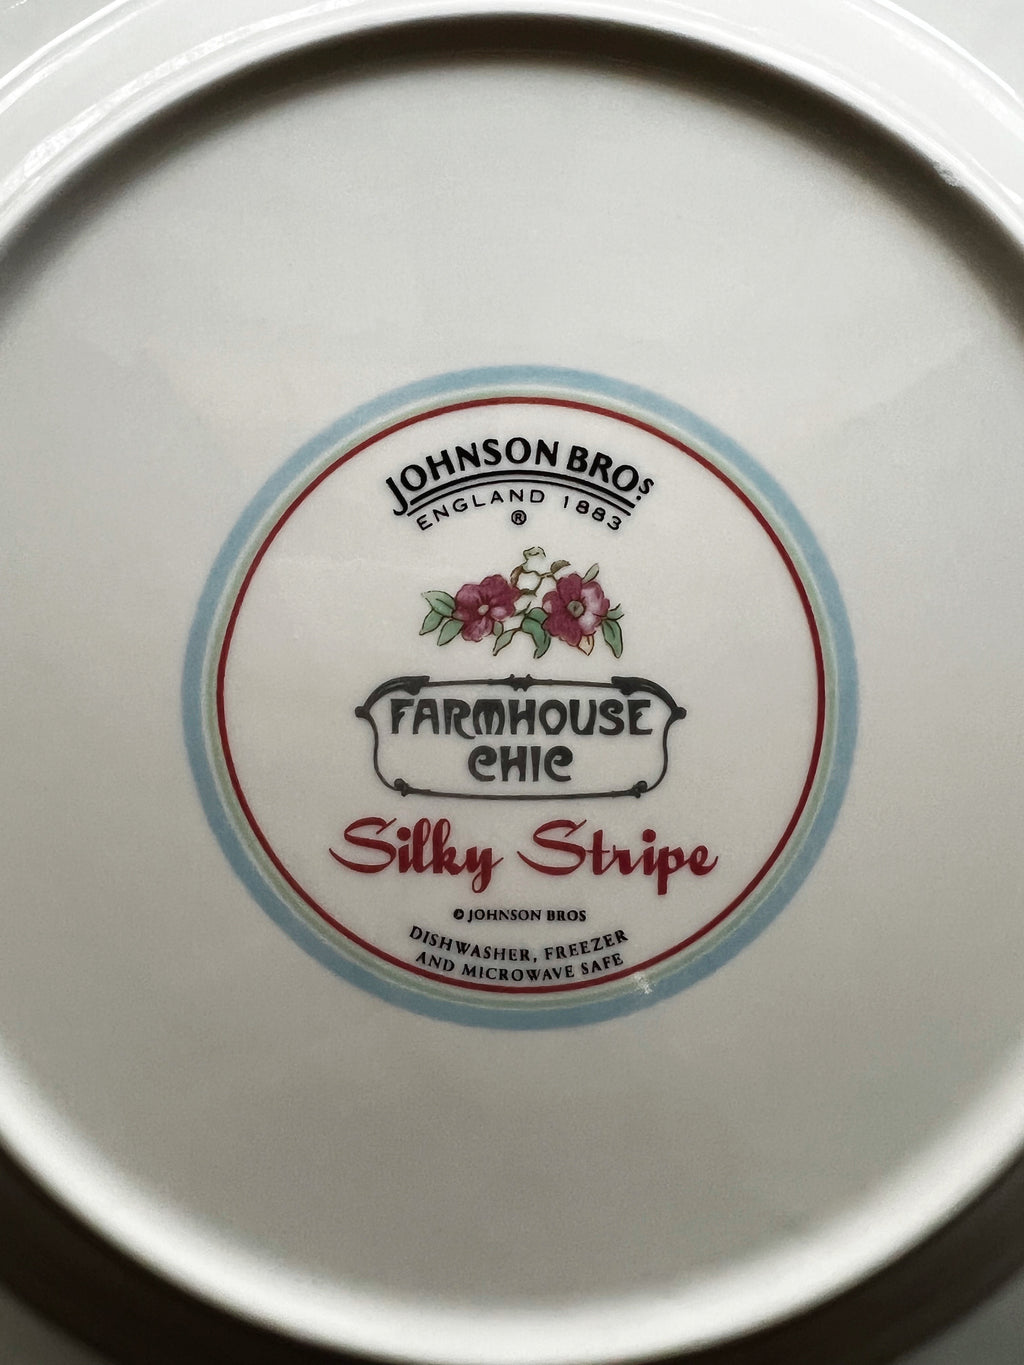 JOHNSON BROS.
ENGLAND 1883
®
FARMHOUSE
CHIC
Silky Stripe
© JOHNSON BROS
DISHWASHER, FREEZER
AND MICROWAVE SAFE